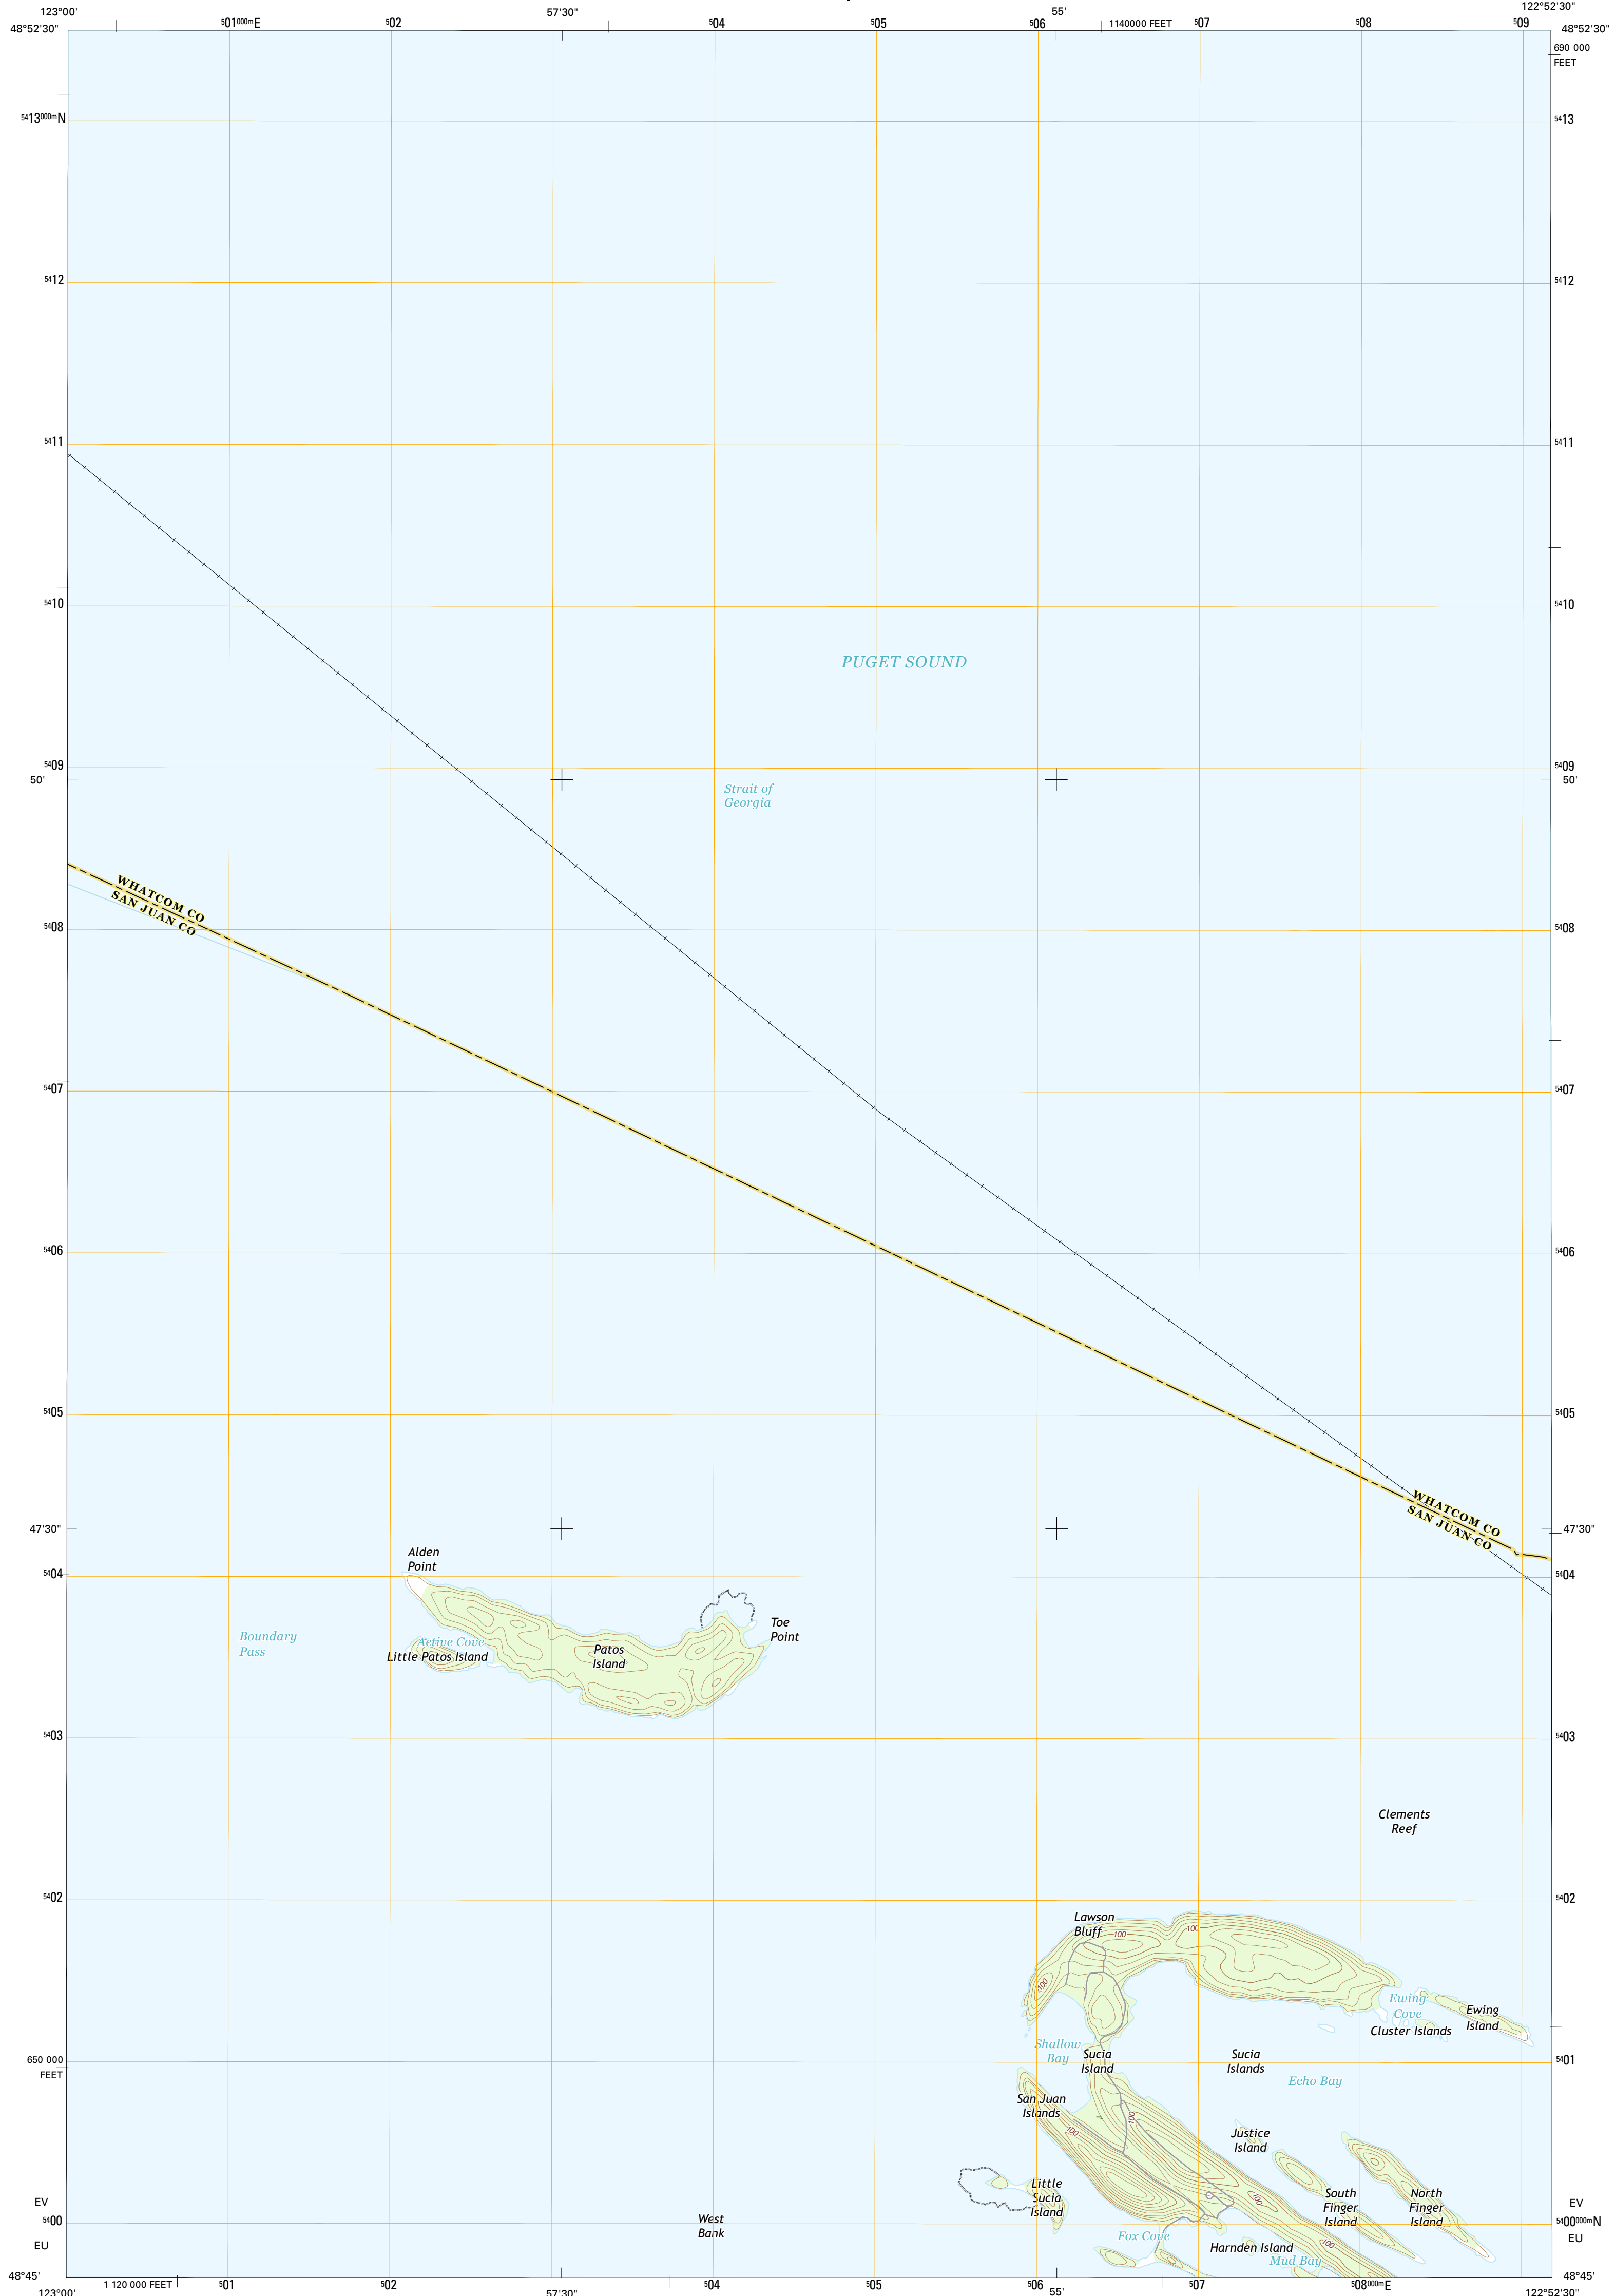 123°00'
57'30"
55'
122°52'30"
48°52'30"
501000mE
502
504
505
506
1140000 FEET
507
508
509
48°52'30"
690 000
FEET
5413000mN
5413
5412
5412
5411
5411
5410
5410
PUGET SOUND
5409
5409
50'
50'
Strait of
Georgia
WHATCOM CO
SAN JUAN CO
5408
5408
5407
5407
5406
5406
5405
5405
WHATCOM CO
SAN JUAN CO
47'30"
47'30"
Alden
Point
5404
5404
Toe
Point
Boundary
Pass
Active Cove
Little Patos Island
Patos
Island
5403
5403
Clements
Reef
5402
5402
Lawson
Bluff
100
100
100
Ewing
Cove
Ewing
Island
Cluster Islands
Shallow
Bay
Sucia
Island
Sucia
Islands
650 000
FEET
5401
Echo Bay
San Juan
Islands
100
100
Justice
Island
Little
Sucia
Island
100
South
Finger
Island
North
Finger
Island
EV
5400
EU
West
Bank
Fox Cove
Harnden Island
100
Mud Bay
EV
5400000mN
EU
48°45'
48°45'
123°00'
1 120 000 FEET
501
502
57'30"
504
505
506
55'
507
508000mE
122°52'30"